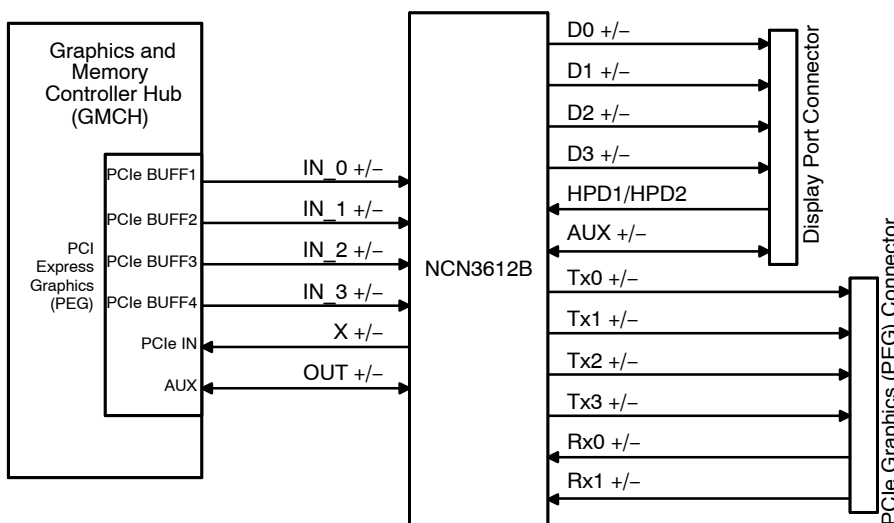 Graphics and
Memory
Controller Hub
(GMCH)
PCI
Express
Graphics
(PEG)
PCIe BUFF1
PCIe BUFF2
PCIe BUFF3
PCIe BUFF4
PCIe IN
AUX
IN_0 +/−
IN_1 +/−
IN_2 +/−
IN_3 +/−
X +/−
OUT +/−
NCN3612B
D0 +/−
D1 +/−
D2 +/−
D3 +/−
HPD1/HPD2
AUX +/−
Tx0 +/−
Tx1 +/−
Tx2 +/−
Tx3 +/−
Rx0 +/−
Rx1 +/−
Display Port Connector
PCIe Graphics (PEG) Connector